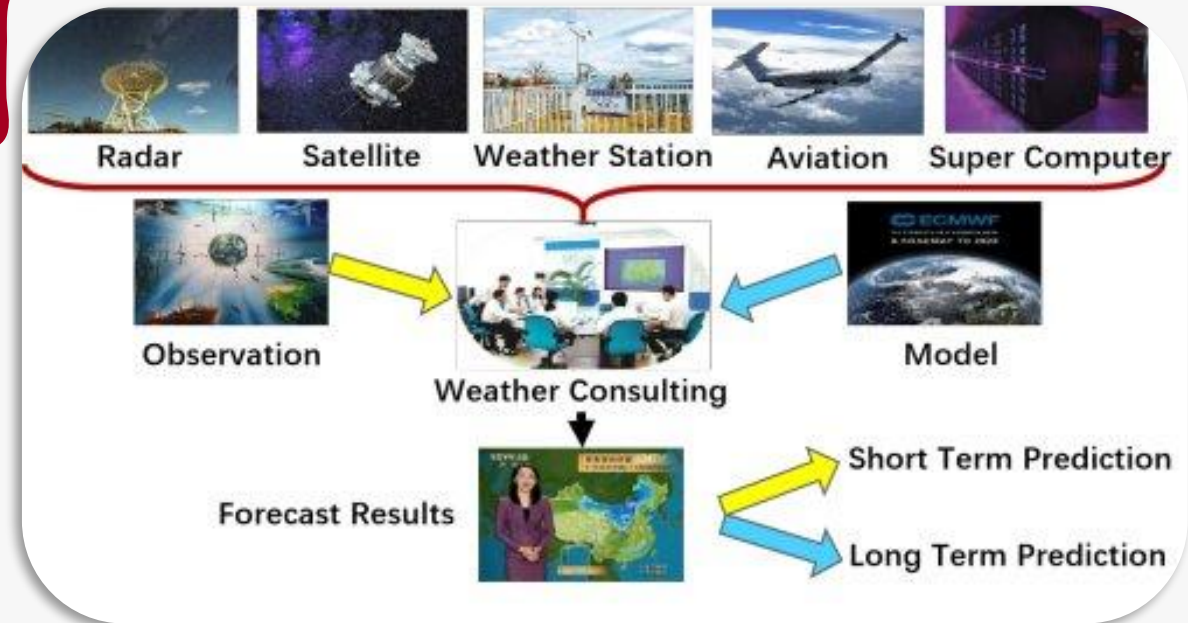 Radar
Satellite
Weather Station
Aviation
Super Computer
ECMWF
Observation
Weather Consulting
Model
Forecast Results
Short Term Prediction
Long Term Prediction